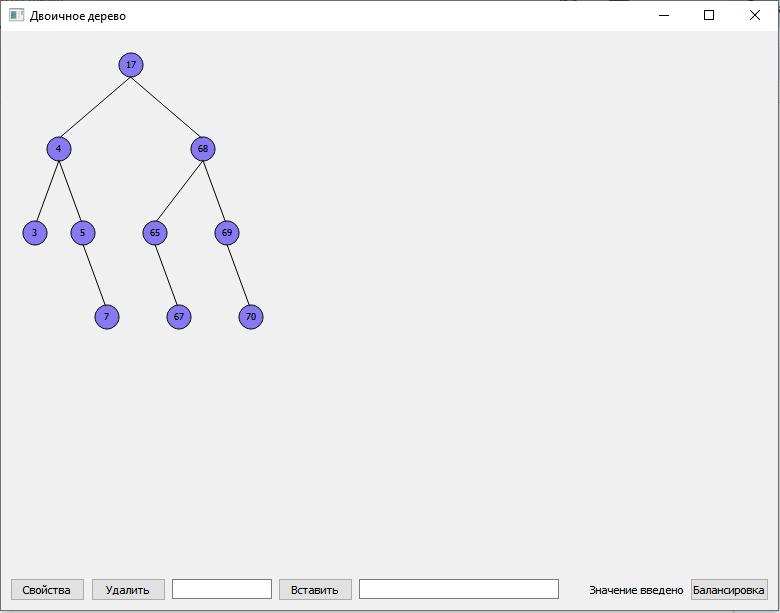 Двоичное дерево
17
4 68
3 5 65 69
7 67 70
Свойства Удалить Вставить Значение введено Балансировка